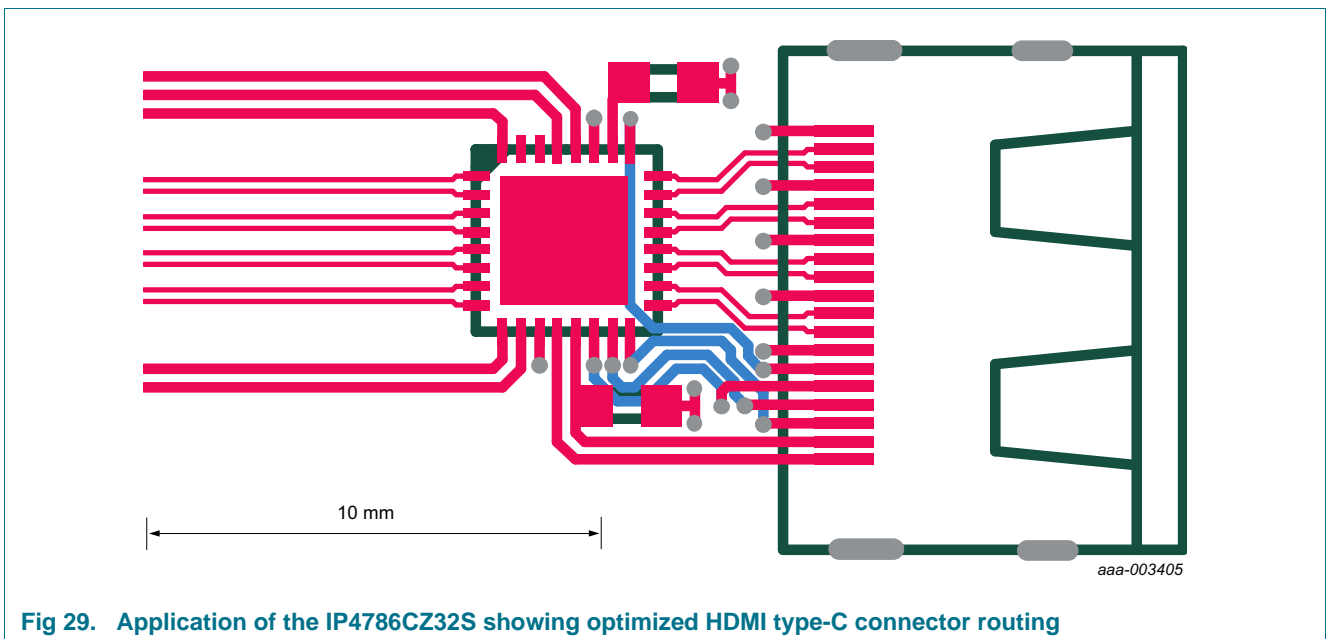 10 mm
aaa-003405
Fig 29. Application of the IP4786CZ32S showing optimized HDMI type-C connector routing